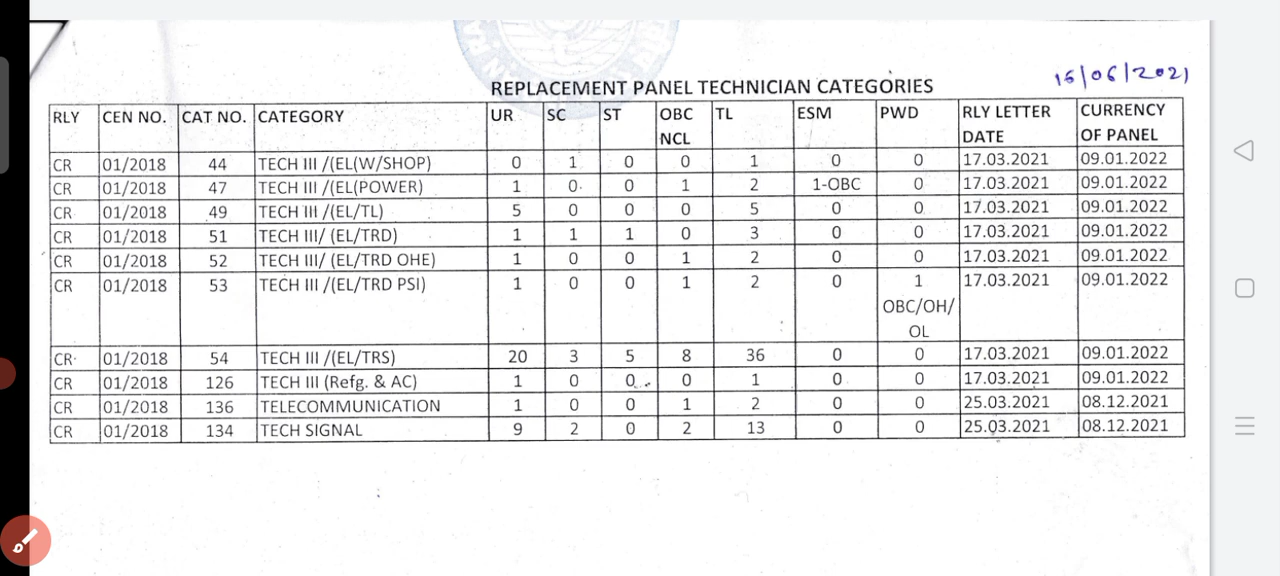 REPLACEMENT PANEL TECHNICIAN CATEGORIES
15/06/2021
RLY CEN NO. CAT NO. CATEGORY UR SC ST OBC NCL TL ESM PWD RLY LETTER DATE CURRENCY OF PANEL
CR 01/2018 44 TECH III /(EL(W/SHOP) 0 1 0 0 1 0 0 17.03.2021 09.01.2022
CR 01/2018 47 TECH III /(EL(POWER) 1 0 0 1 2 1-OBC 0 17.03.2021 09.01.2022
CR 01/2018 49 TECH III /(EL/TL) 5 0 0 0 5 0 0 17.03.2021 09.01.2022
CR 01/2018 51 TECH III/ (EL/TRD) 1 1 1 0 3 0 0 17.03.2021 09.01.2022
CR 01/2018 52 TECH III/ (EL/TRD OHE) 1 0 0 1 2 0 0 17.03.2021 09.01.2022
CR 01/2018 53 TECH III /(EL/TRD PSI) 1 0 0 1 2 0 1 OBC/OH/ OL 17.03.2021 09.01.2022
CR 01/2018 54 TECH III /(EL/TRS) 20 3 5 8 36 0 0 17.03.2021 09.01.2022
CR 01/2018 126 TECH III (Refg. & AC) 1 0 0 0 1 0 0 17.03.2021 09.01.2022
CR 01/2018 136 TELECOMMUNICATION 1 0 0 1 2 0 0 25.03.2021 08.12.2021
CR 01/2018 134 TECH SIGNAL 9 2 0 2 13 0 0 25.03.2021 08.12.2021